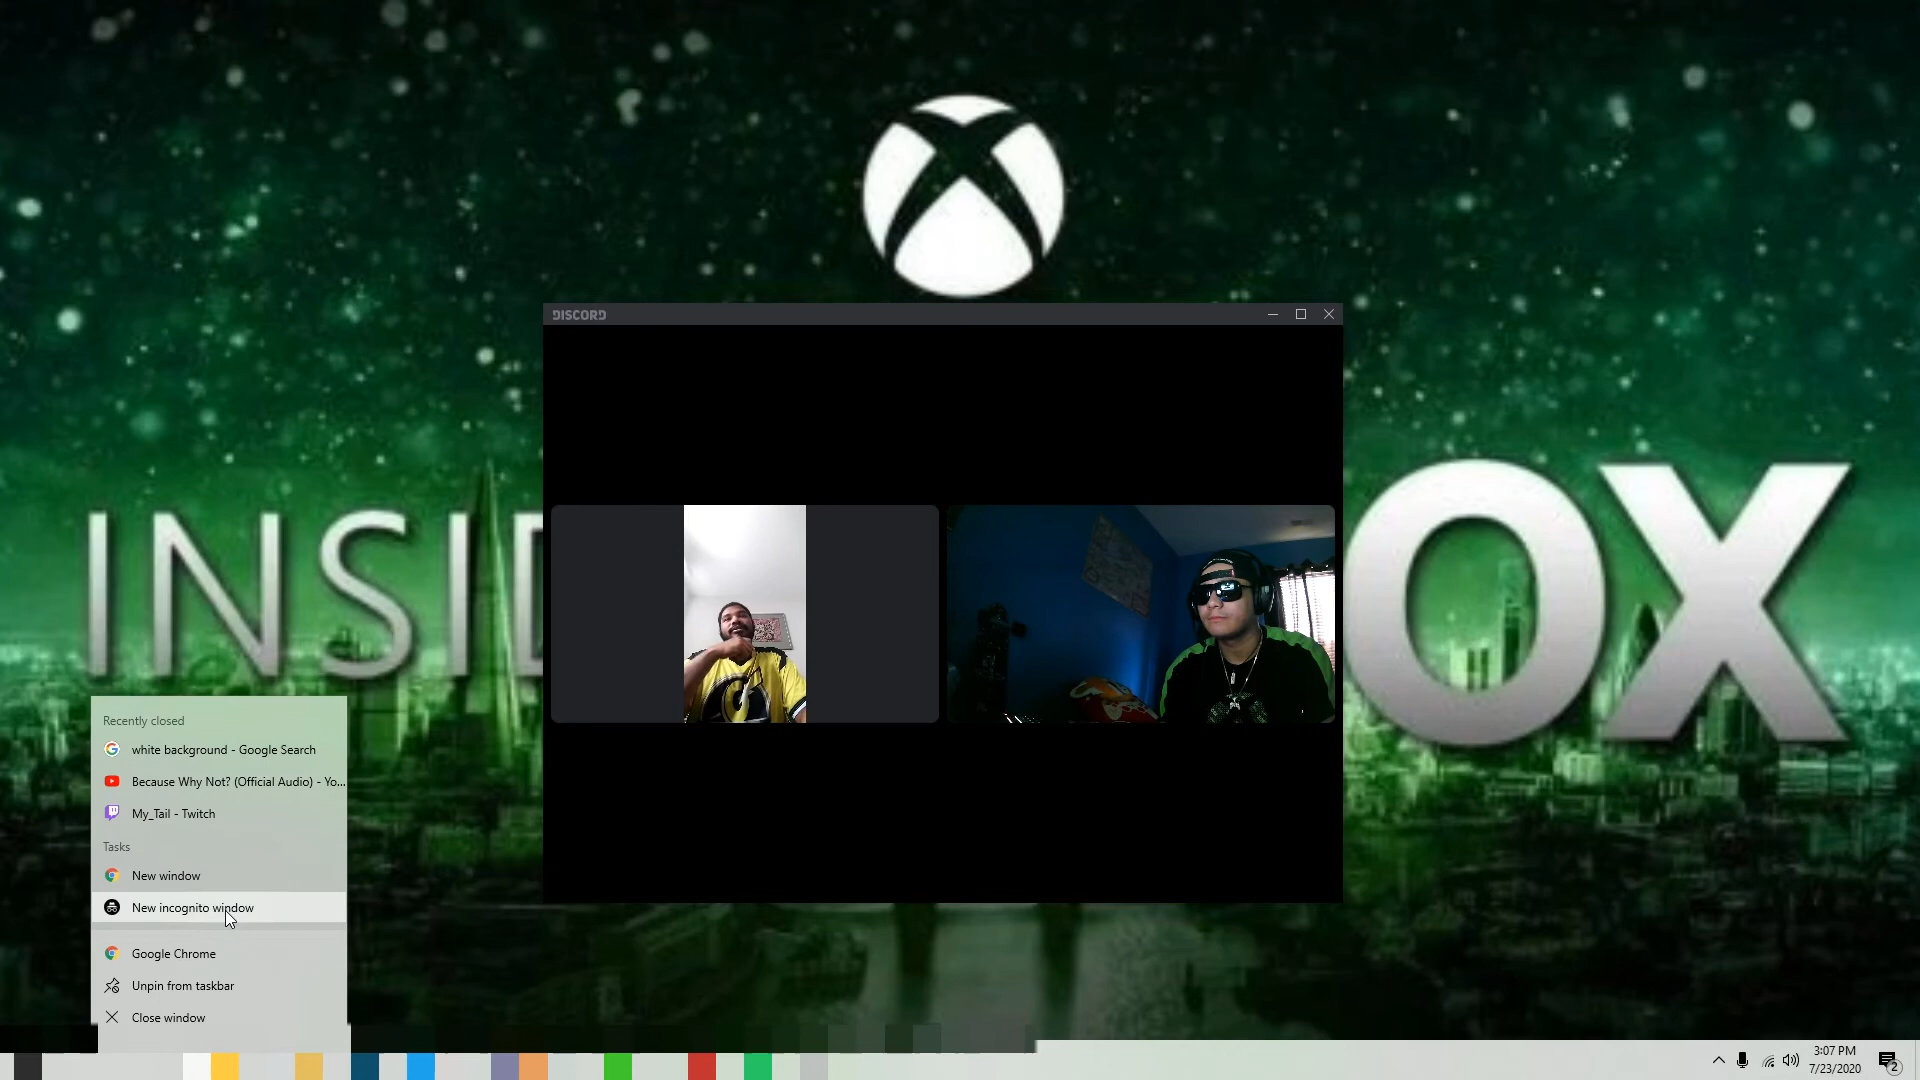 DISCORD
INSI
OX
Recently closed
white background - Google Search
Because Why Not? (Official Audio) - Yo...
My_Tail - Twitch
Tasks
New window
New incognito window
Google Chrome
Unpin from taskbar
Close window
3:07 PM
7/23/2020
2